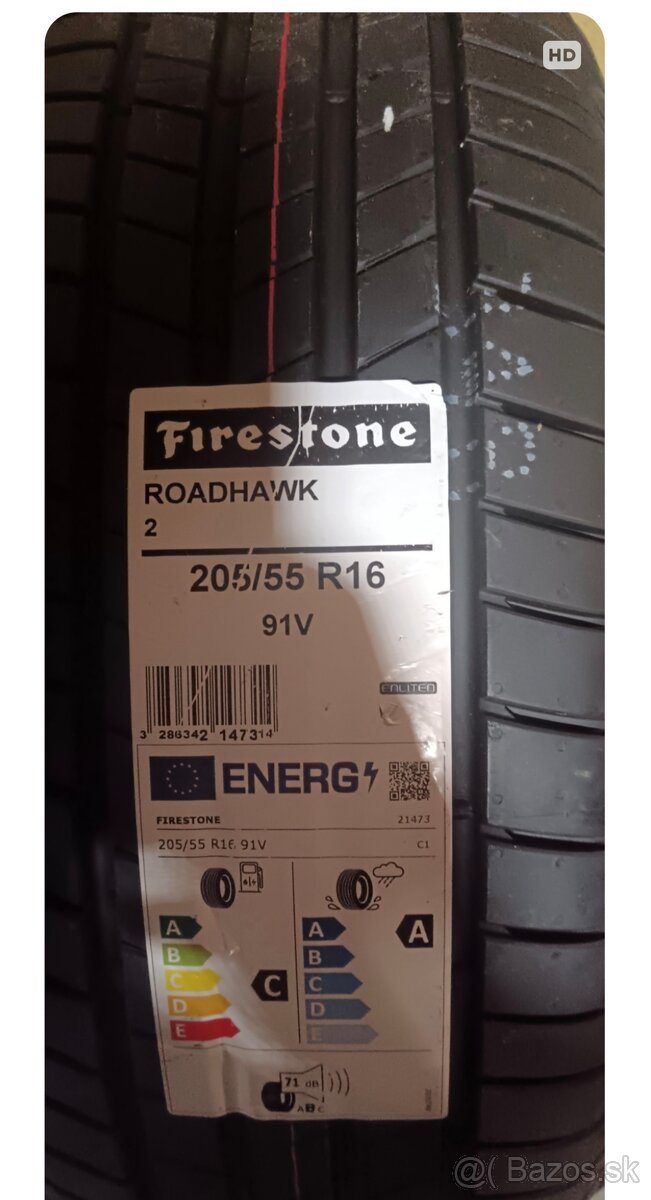 HD
Firestone
ROADHAWK
2
205/55 R16
91V
ENLITEN
3 286342 147314
ENERG
FIRESTONE 21473
205/55 R16 91V C1
A A
B B
C C
D D
E E
C
A
71 dB
ABC
@( Bazos.sk